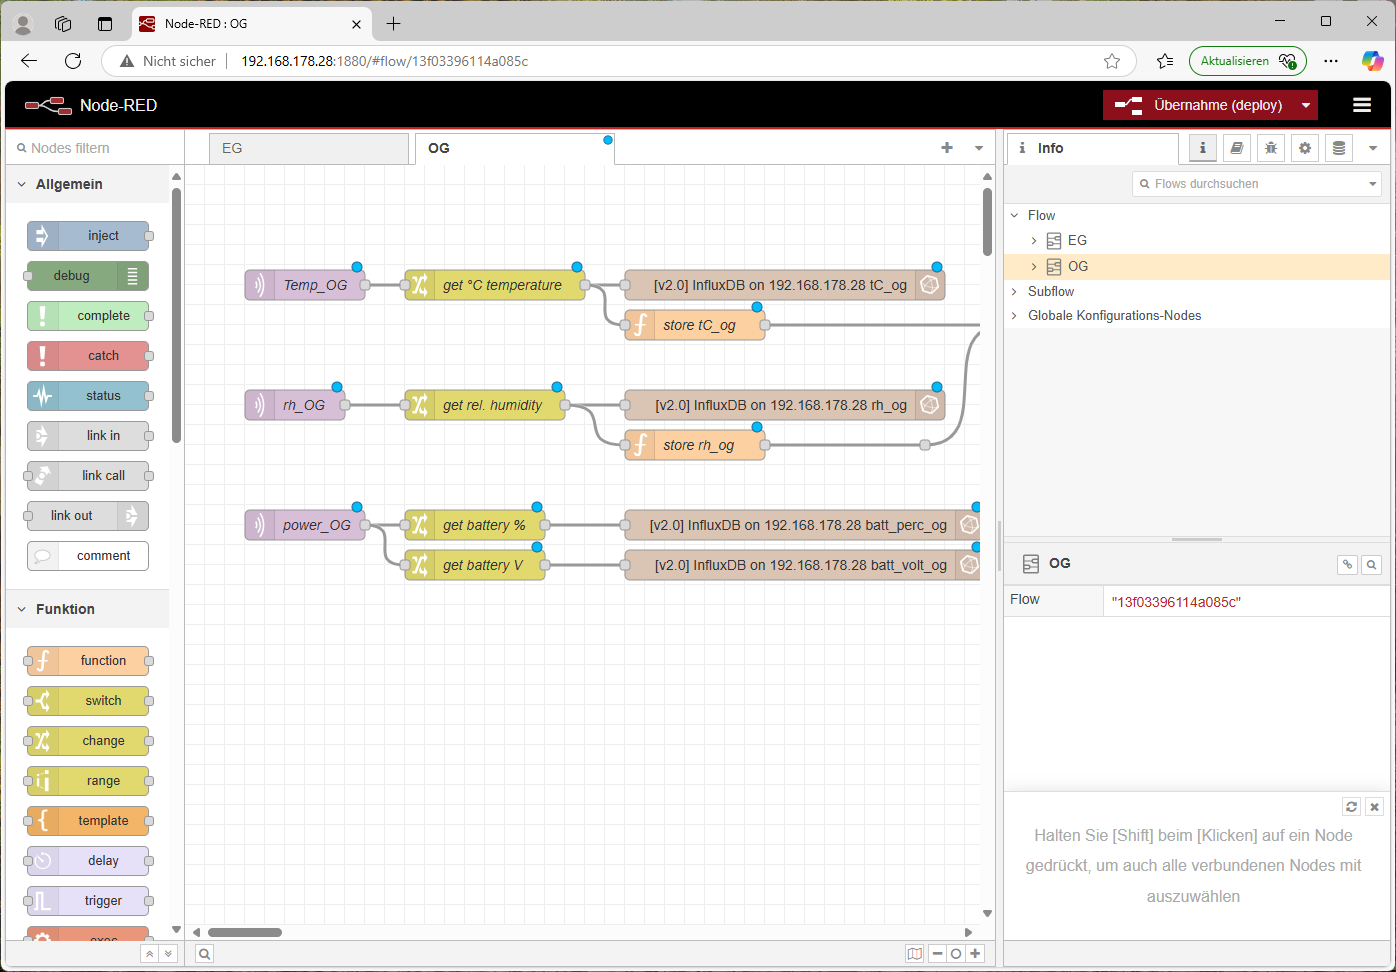 Node-RED : OG
Nicht sicher
192.168.178.28:1880/#flow/13f03396114a085c
Aktualisieren
Node-RED
Übernahme (deploy)
Nodes filtern
EG
OG
i Info
i
Flows durchsuchen
Allgemein
inject
debug
complete
catch
status
link in
link call
link out
comment
Funktion
function
switch
change
range
template
delay
trigger
exec
Temp_OG
get °C temperature
[v2.0] InfluxDB on 192.168.178.28 tC_og
store tC_og
rh_OG
get rel. humidity
[v2.0] InfluxDB on 192.168.178.28 rh_og
store rh_og
power_OG
get battery %
[v2.0] InfluxDB on 192.168.178.28 batt_perc_og
get battery V
[v2.0] InfluxDB on 192.168.178.28 batt_volt_og
Flow
EG
OG
Subflow
Globale Konfigurations-Nodes
OG
Flow
"13f03396114a085c"
Halten Sie [Shift] beim [Klicken] auf ein Node
gedrückt, um auch alle verbundenen Nodes mit
auszuwählen